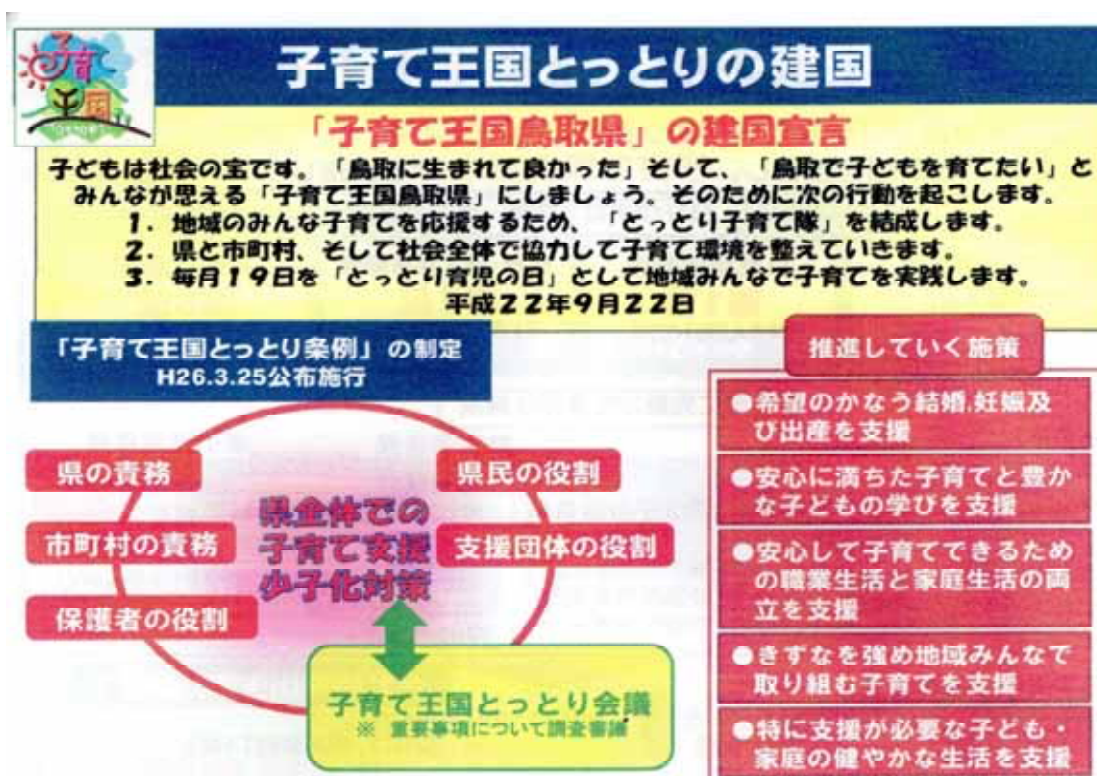 子育て
王国
子育て王国とっとりの建国
「子育て王国鳥取県」の建国宣言
子どもは社会の宝です。「鳥取に生まれて良かった」そして、「鳥取で子どもを育てたい」と
みんなが思える「子育て王国鳥取県」にしましょう。そのために次の行動を起こします。
1. 地域のみんな子育てを応援するため、「とっとり子育て隊」を結成します。
2. 県と市町村、そして社会全体で協力して子育て環境を整えていきます。
3. 毎月19日を「とっとり育児の日」として地域みんなで子育てを実践します。
平成22年9月22日
「子育て王国とっとり条例」の制定
H26.3.25公布施行
県の責務
市町村の責務
保護者の役割
県全体での
子育て支援
少子化対策
県民の役割
支援団体の役割
子育て王国とっとり会議
※ 重要事項について調査審議
推進していく施策
●希望のかなう結婚,妊娠及
び出産を支援
●安心に満ちた子育てと豊か
な子どもの学びを支援
●安心して子育てできるため
の職業生活と家庭生活の両
立を支援
●きずなを強め地域みんなで
取り組む子育てを支援
●特に支援が必要な子ども・
家庭の健やかな生活を支援